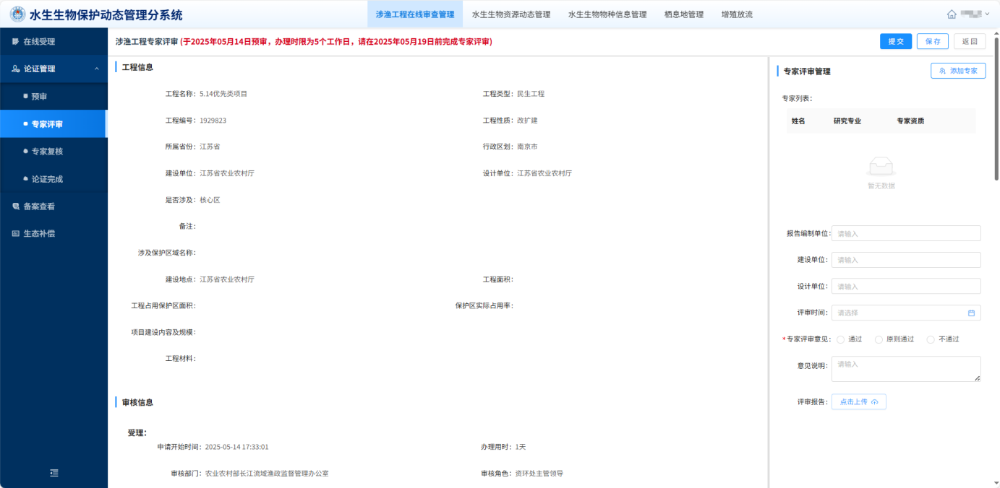 水生生物保护动态管理分系统
涉渔工程在线审查管理 水生生物资源动态管理 水生生物物种信息管理 栖息地管理 增殖放流
在线受理
论证管理
预审
专家评审
专家复核
论证完成
备案查看
生态补偿
涉渔工程专家评审 (于2025年05月14日预审，办理时限为5个工作日，请在2025年05月19日前完成专家评审)
提交 保存 返回
工程信息
工程名称： 5.14优先类项目 工程类型： 民生工程
工程编号： 1929823 工程性质： 改扩建
所属省份： 江苏省 行政区划： 南京市
建设单位： 江苏省农业农村厅 设计单位： 江苏省农业农村厅
是否涉及： 核心区
备注：
涉及保护区域名称：
建设地点： 江苏省农业农村厅 工程面积：
工程占用保护区面积： 保护区实际占用率：
项目建设内容及规模：
工程材料：
审核信息
受理：
申请开始时间： 2025-05-14 17:33:01 办理用时： 1天
审核部门： 农业农村部长江流域渔政监督管理办公室 审核角色： 资环处主管领导
专家评审管理 添加专家
专家列表：
姓名 研究专业 专家资质
暂无数据
报告编制单位： 请输入
建设单位： 请输入
设计单位： 请输入
评审时间： 请选择
*专家评审意见： 通过 原则通过 不通过
意见说明： 请输入
评审报告： 点击上传